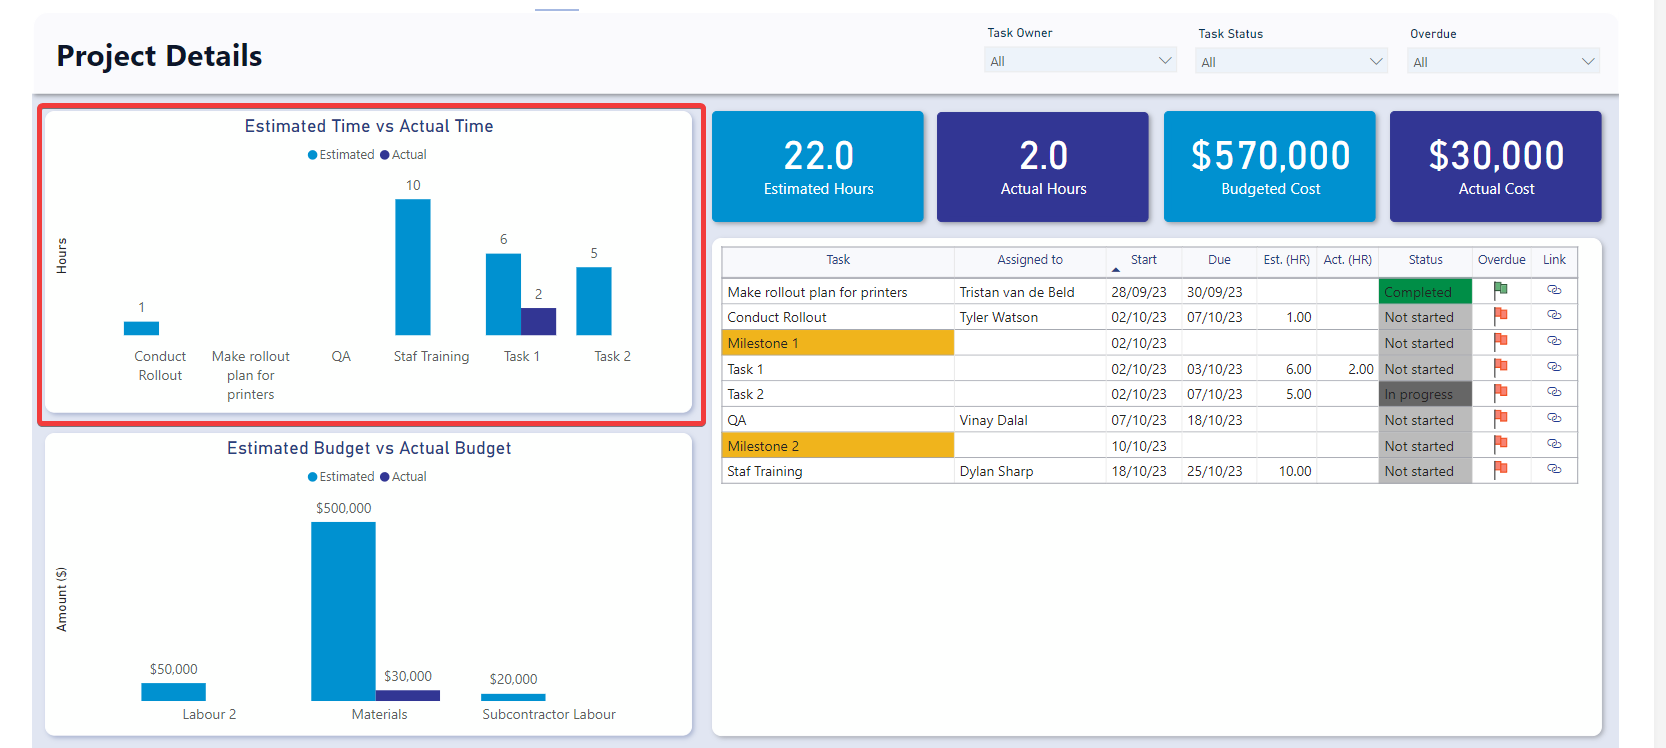 Project Details
Task Owner
All
Task Status
All
Overdue
All
Estimated Time vs Actual Time
Estimated Actual
Hours
10
6
5
2
1
Conduct Rollout
Make rollout plan for printers
QA
Staf Training
Task 1
Task 2
22.0
Estimated Hours
2.0
Actual Hours
$570,000
Budgeted Cost
$30,000
Actual Cost
Estimated Budget vs Actual Budget
Estimated Actual
Amount ($)
$500,000
$50,000
$30,000
$20,000
Labour 2
Materials
Subcontractor Labour
Task Assigned to Start Due Est. (HR) Act. (HR) Status Overdue Link
Make rollout plan for printers Tristan van de Beld 28/09/23 30/09/23 Completed
Conduct Rollout Tyler Watson 02/10/23 07/10/23 1.00 Not started
Milestone 1 02/10/23 Not started
Task 1 02/10/23 03/10/23 6.00 2.00 Not started
Task 2 02/10/23 07/10/23 5.00 In progress
QA Vinay Dalal 07/10/23 18/10/23 Not started
Milestone 2 10/10/23 Not started
Staf Training Dylan Sharp 18/10/23 25/10/23 10.00 Not started